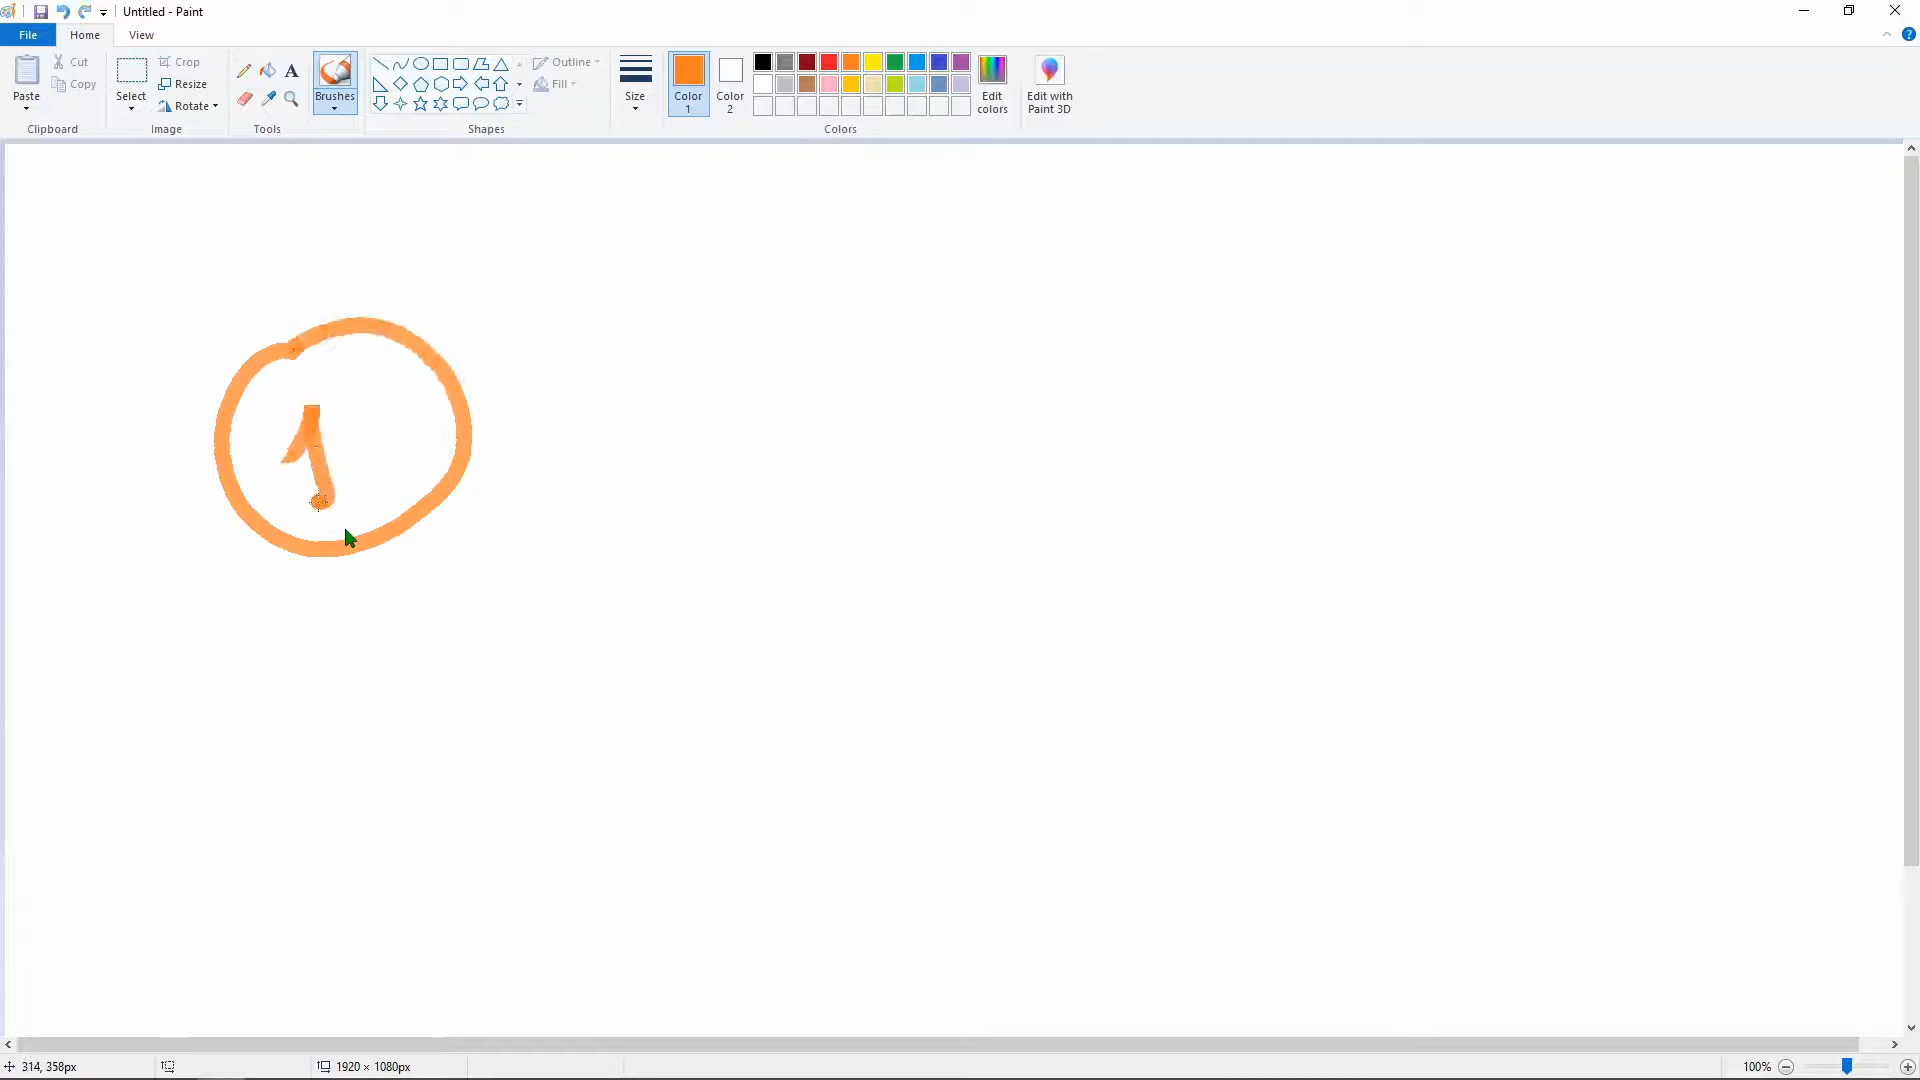 Untitled - Paint
File Home View
Paste
Cut
Copy
Clipboard
Select
Crop
Resize
Rotate
Image
A
Tools
Brushes
Outline
Fill
Shapes
Size
Color
1
Color
2
Edit
colors
Edit with
Paint 3D
Colors
1
314, 358px
1920 × 1080px
100%